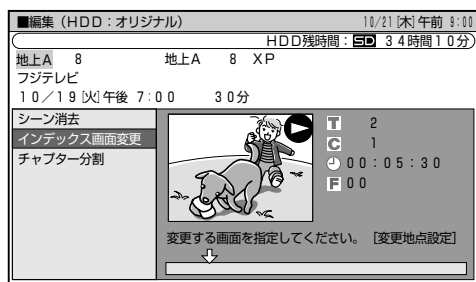 ■編集（HDD：オリジナル） 10/21[木]午前 9:00
HDD残時間：SD 34時間10分
地上A 8 地上A 8 XP
フジテレビ
10／19[火]午後 7：00 30分
シーン消去
インデックス画面変更
チャプター分割
T 2
C 1
00：05：30
F 00
変更する画面を指定してください。［変更地点設定］